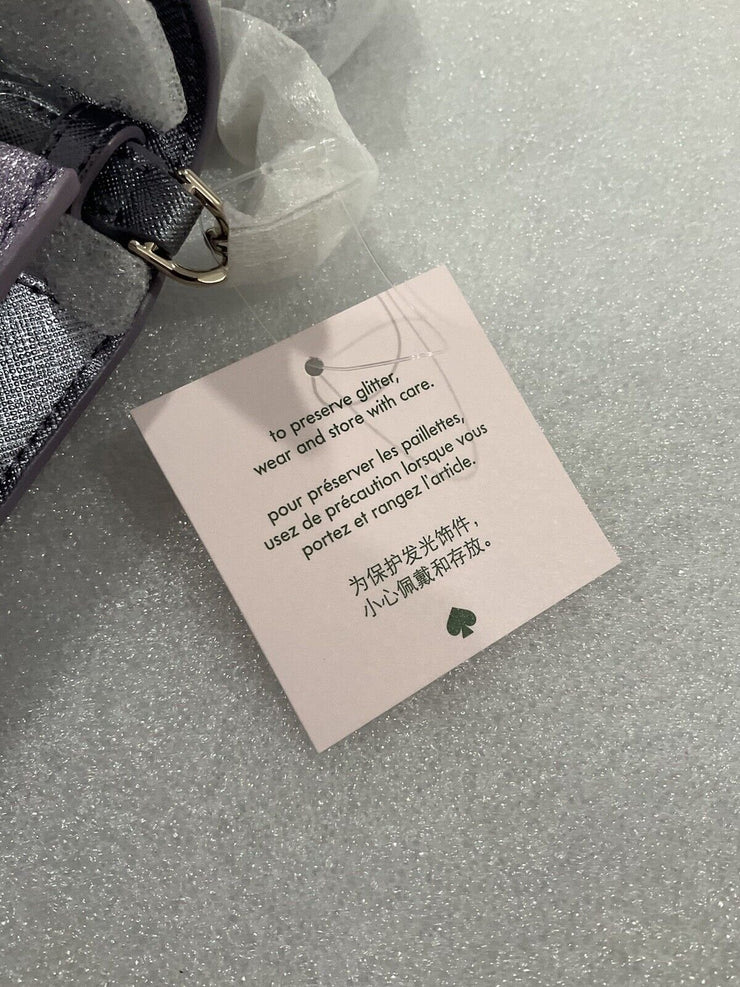 to preserve glitter,
wear and store with care.
pour préserver les paillettes,
usez de précaution lorsque vous
portez et rangez l'article.
为保护发光饰件，
小心佩戴和存放。